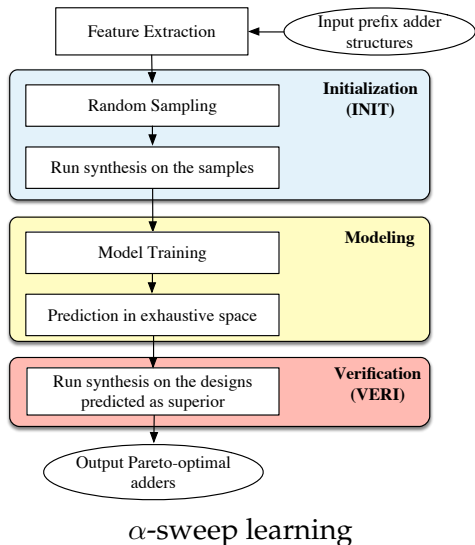 Feature Extraction
Input prefix adder
structures
Initialization
(INIT)
Random Sampling
Run synthesis on the samples
Modeling
Model Training
Prediction in exhaustive space
Verification
(VERI)
Run synthesis on the designs
predicted as superior
Output Pareto-optimal
adders
α-sweep learning